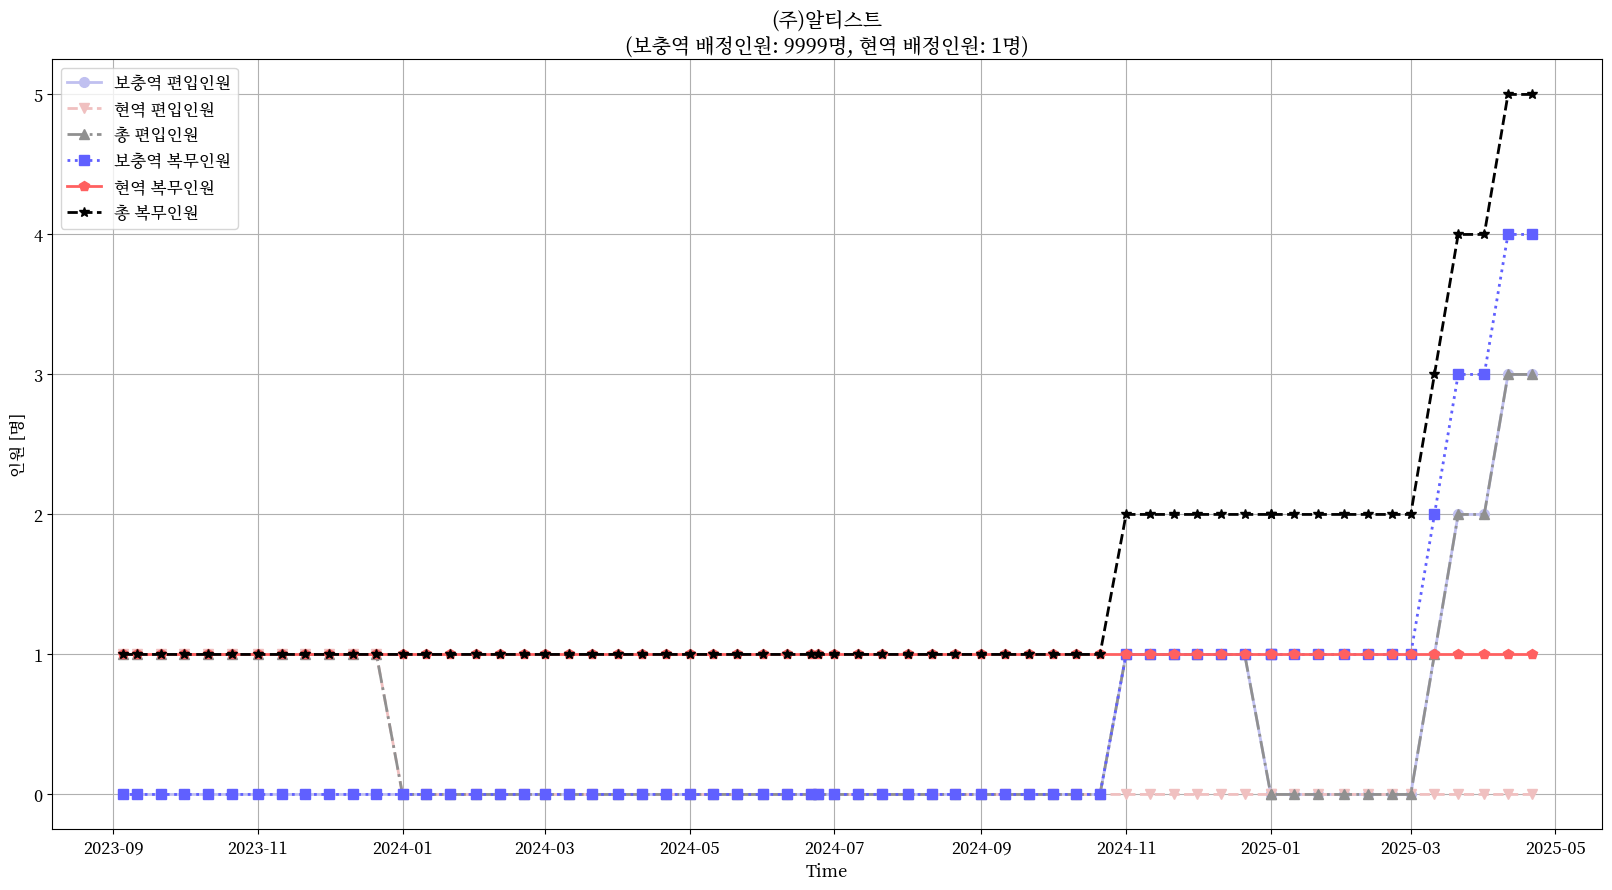 (주)알티스트
(보충역 배정인원: 9999명, 현역 배정인원: 1명)
보충역 편입인원
현역 편입인원
총 편입인원
보충역 복무인원
현역 복무인원
총 복무인원
인원 [명]
5
4
3
2
1
0
2023-09 2023-11 2024-01 2024-03 2024-05 2024-07 2024-09 2024-11 2025-01 2025-03 2025-05
Time